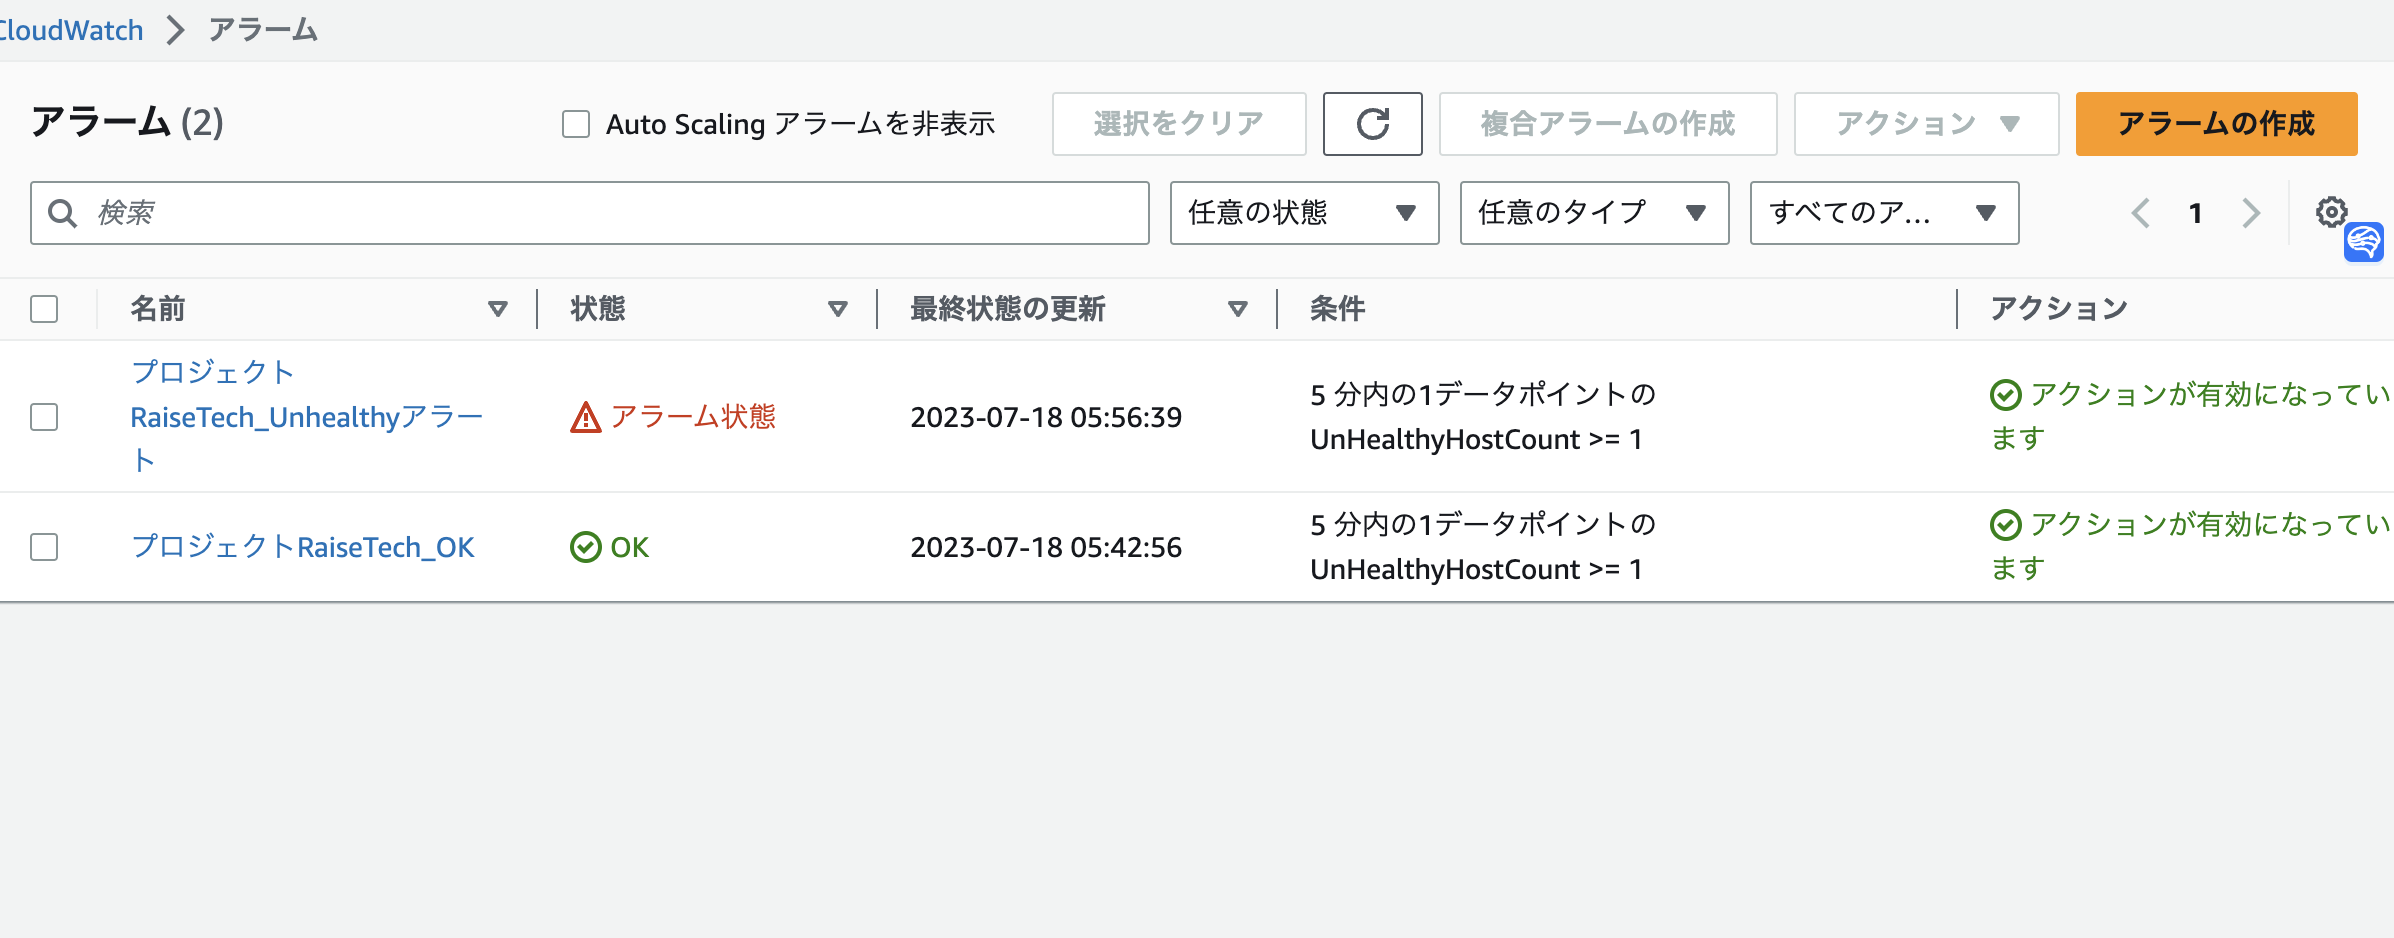 CloudWatch > アラーム
アラーム (2)
Auto Scaling アラームを非表示
選択をクリア
複合アラームの作成
アクション
アラームの作成
検索
任意の状態
任意のタイプ
すべてのア...
1
名前
状態
最終状態の更新
条件
アクション
プロジェクト
RaiseTech_Unhealthyアラー
ト
アラーム状態
2023-07-18 05:56:39
5 分内の1データポイントの
UnHealthyHostCount >= 1
アクションが有効になってい
ます
プロジェクトRaiseTech_OK
OK
2023-07-18 05:42:56
5 分内の1データポイントの
UnHealthyHostCount >= 1
アクションが有効になってい
ます